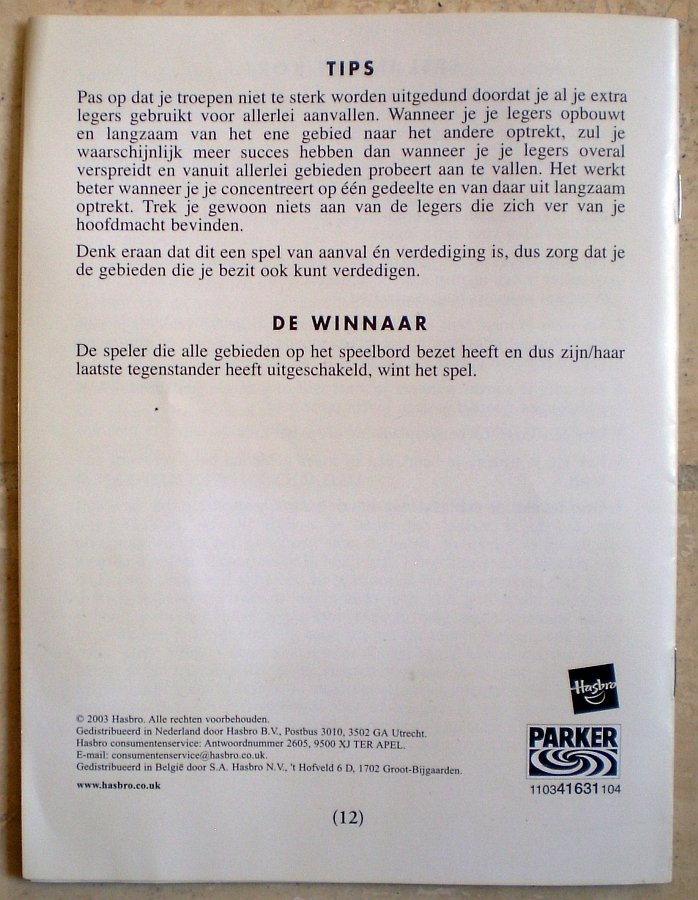 TIPS
Pas op dat je troepen niet te sterk worden uitgedund doordat je al je extra
legers gebruikt voor allerlei aanvallen. Wanneer je je legers opbouwt
en langzaam van het ene gebied naar het andere optrekt, zul je
waarschijnlijk meer succes hebben dan wanneer je je legers overal
verspreidt en vanuit allerlei gebieden probeert aan te vallen. Het werkt
beter wanneer je je concentreert op één gedeelte en van daar uit langzaam
optrekt. Trek je gewoon niets aan van de legers die zich ver van je
hoofdmacht bevinden.
Denk eraan dat dit een spel van aanval én verdediging is, dus zorg dat je
de gebieden die je bezit ook kunt verdedigen.
DE WINNAAR
De speler die alle gebieden op het speelbord bezet heeft en dus zijn/haar
laatste tegenstander heeft uitgeschakeld, wint het spel.
© 2003 Hasbro. Alle rechten voorbehouden.
Gedistribueerd in Nederland door Hasbro B.V., Postbus 3010, 3502 GA Utrecht.
Hasbro consumentenservice: Antwoordnummer 2605, 9500 XJ TER APEL.
E-mail: consumentenservice@hasbro.co.uk.
Gedistribueerd in België door S.A. Hasbro N.V., 't Hofveld 6 D, 1702 Groot-Bijgaarden.
www.hasbro.co.uk
Hasbro
PARKER
110341631104
(12)